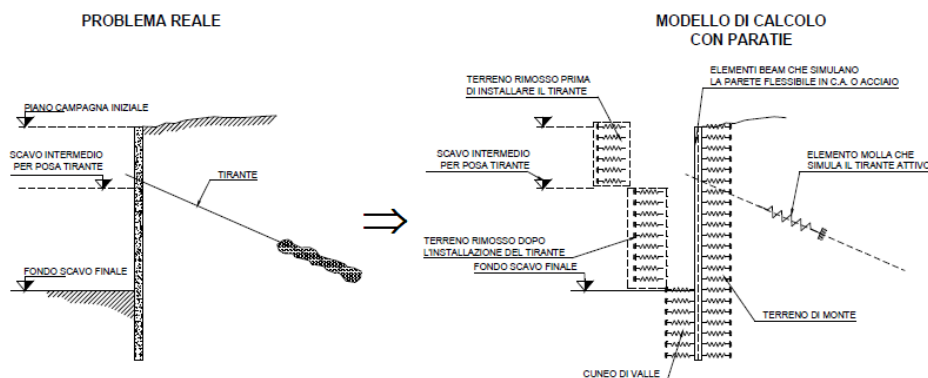 PROBLEMA REALE
PIANO CAMPAGNA INIZIALE
SCAVO INTERMEDIO
PER POSA TIRANTE
TIRANTE
FONDO SCAVO FINALE
MODELLO DI CALCOLO
CON PARATIE
TERRENO RIMOSSO PRIMA
DI INSTALLARE IL TIRANTE
ELEMENTI BEAM CHE SIMULANO
LA PARETE FLESSIBILE IN C.A. O ACCIAIO
SCAVO INTERMEDIO
PER POSA TIRANTE
ELEMENTO MOLLA CHE
SIMULA IL TIRANTE ATTIVO
TERRENO RIMOSSO DOPO
L'INSTALLAZIONE DEL TIRANTE
FONDO SCAVO FINALE
TERRENO DI MONTE
CUNEO DI VALLE